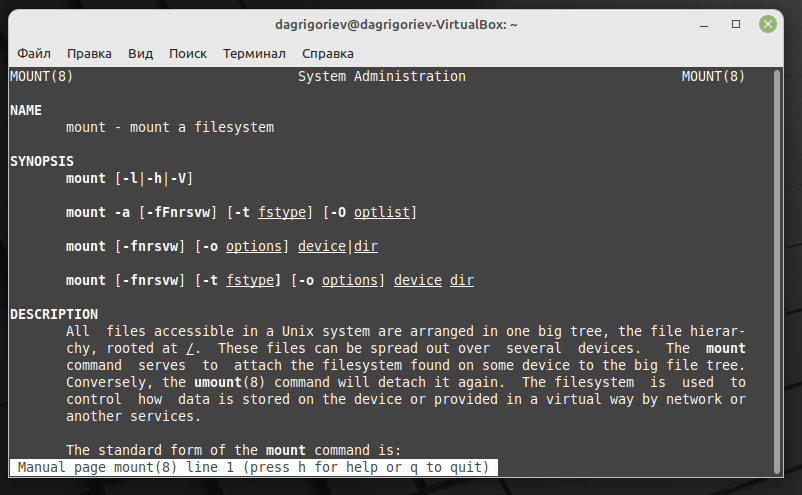 dagrigoriev@dagrigoriev-VirtualBox: ~
Файл Правка Вид Поиск Терминал Справка
MOUNT(8) System Administration MOUNT(8)
NAME
mount - mount a filesystem
SYNOPSIS
mount [-l|-h|-V]
mount -a [-fFnrsvw] [-t fstype] [-O optlist]
mount [-fnrsvw] [-o options] device|dir
mount [-fnrsvw] [-t fstype] [-o options] device dir
DESCRIPTION
All files accessible in a Unix system are arranged in one big tree, the file hierar-
chy, rooted at /. These files can be spread out over several devices. The mount
command serves to attach the filesystem found on some device to the big file tree.
Conversely, the umount(8) command will detach it again. The filesystem is used to
control how data is stored on the device or provided in a virtual way by network or
another services.
The standard form of the mount command is:
Manual page mount(8) line 1 (press h for help or q to quit)